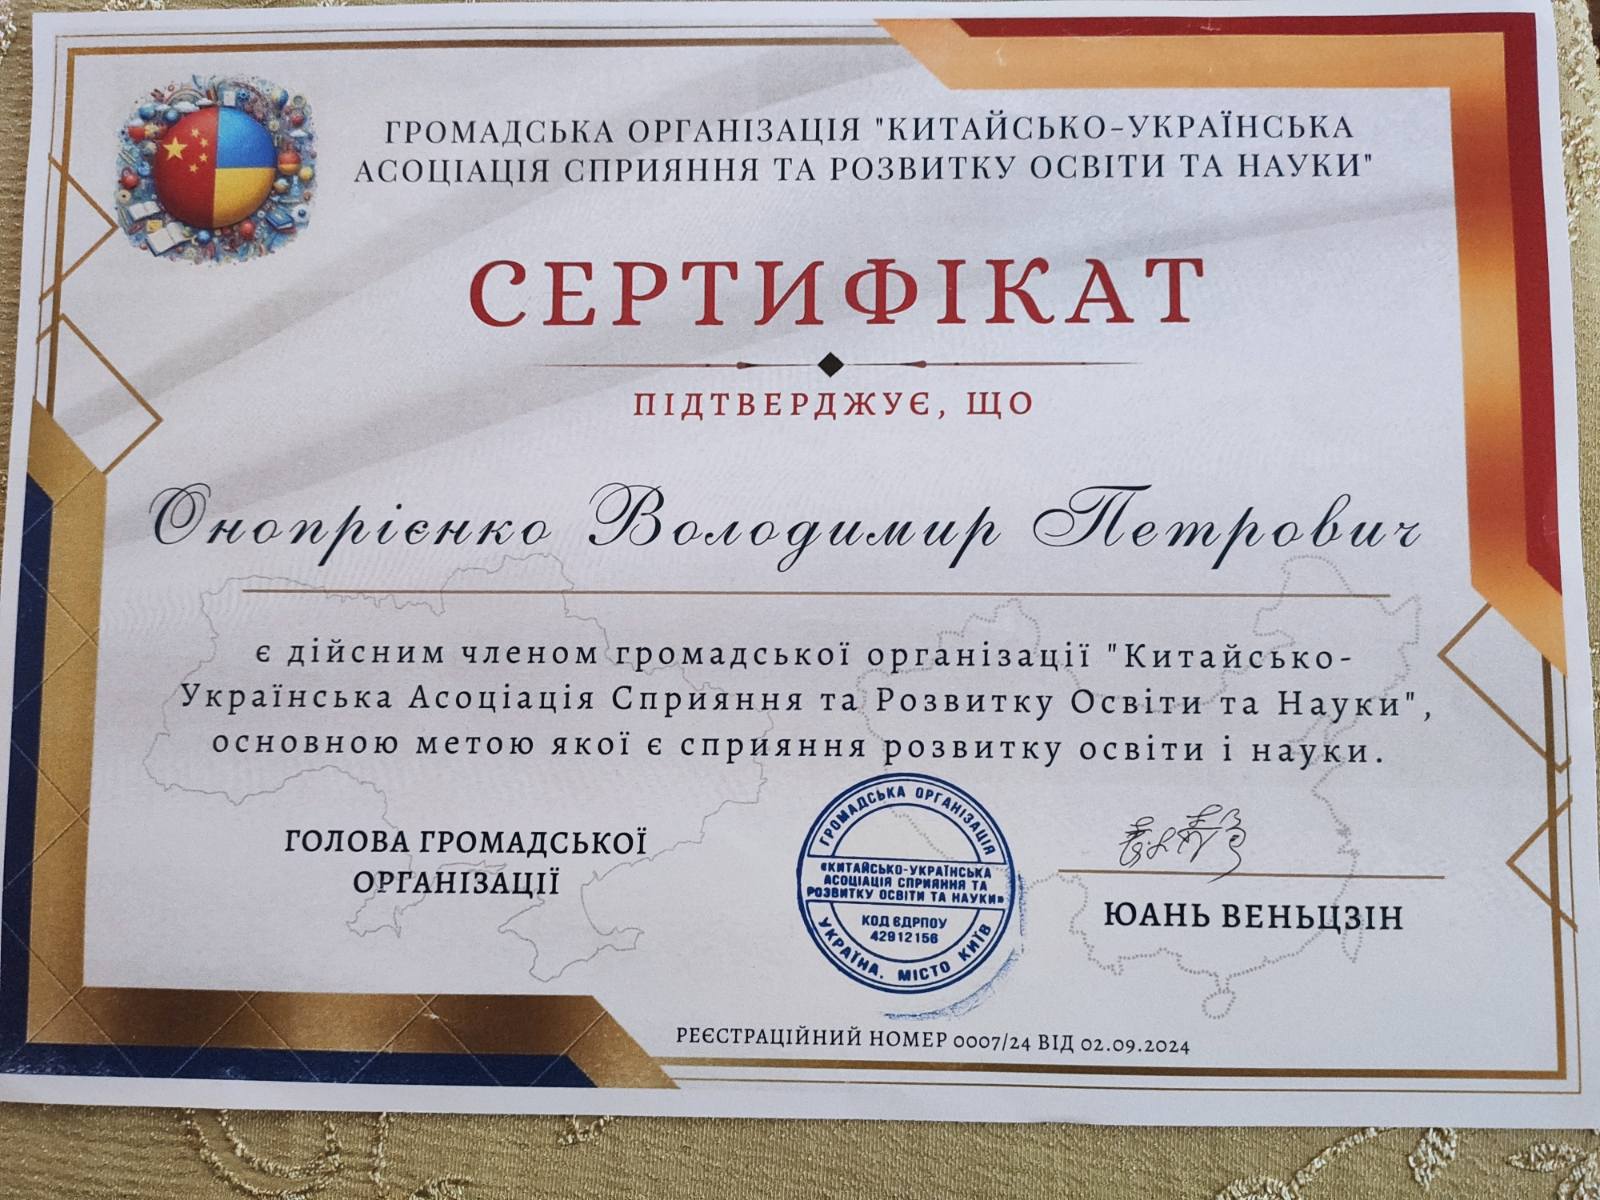 ГРОМАДСЬКА ОРГАНІЗАЦІЯ "КИТАЙСЬКО-УКРАЇНСЬКА
АСОЦІАЦІЯ СПРИЯННЯ ТА РОЗВИТКУ ОСВІТИ ТА НАУКИ"
СЕРТИФІКАТ
ПІДТВЕРДЖУЄ, ЩО
Онопрієнко Володимир Петрович
є дійсним членом громадської організації "Китайсько-
Українська Асоціація Сприяння та Розвитку Освіти та Науки",
основною метою якої є сприяння розвитку освіти і науки.
ГОЛОВА ГРОМАДСЬКОЇ
ОРГАНІЗАЦІЇ
ГРОМАДСЬКА ОРГАНІЗАЦІЯ
«КИТАЙСЬКО-УКРАЇНСЬКА
АСОЦІАЦІЯ СПРИЯННЯ ТА
РОЗВИТКУ ОСВІТИ ТА НАУКИ»
КОД ЄДРПОУ
42912156
УКРАЇНА. МІСТО КИЇВ
ЮАНЬ ВЕНЬЦЗІН
РЕЄСТРАЦІЙНИЙ НОМЕР 0007/24 ВІД 02.09.2024